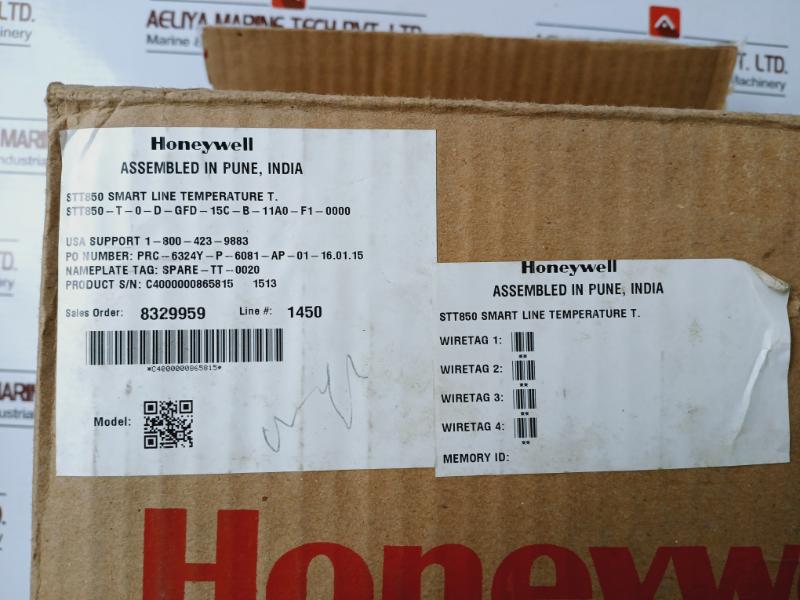 LTD.
AELIYA MARINE TECH PVT. LTD.
Marine &
T. LTD.
Machinery
inery
MARINE
ndustrial
Honeywell
ASSEMBLED IN PUNE, INDIA
STT850 SMART LINE TEMPERATURE T.
STT850-T-0-D-GFD-15C-B-11A0-F1-0000
USA SUPPORT 1-800-423-9883
PO NUMBER: PRC-6324Y-P-6081-AP-01-16.01.15
NAMEPLATE TAG: SPARE-TT-0020
PRODUCT S/N: C4000000865815 1513
Sales Order: 8329959 Line #: 1450
*C4000000865815*
Model:
Honeywell
ASSEMBLED IN PUNE, INDIA
STT850 SMART LINE TEMPERATURE T.
WIRETAG 1:
**
WIRETAG 2:
**
WIRETAG 3:
**
WIRETAG 4:
**
MEMORY ID:
Honeyw